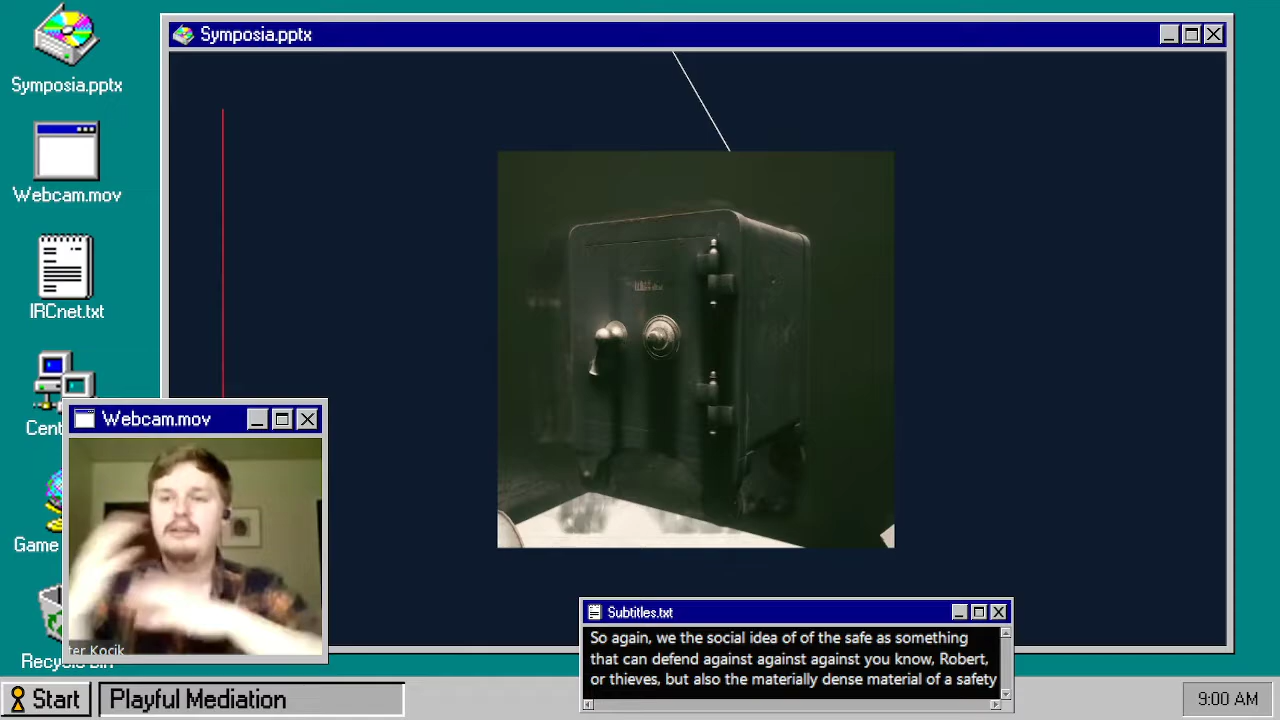 Symposia.pptx
Symposia.pptx
Webcam.mov
IRCnet.txt
Cent
Webcam.mov
Game
ter Kocik
Recycle Bin
Subtitles.txt
So again, we the social idea of of the safe as something
that can defend against against against you know, Robert,
or thieves, but also the materially dense material of a safety
Start
Playful Mediation
9:00 AM